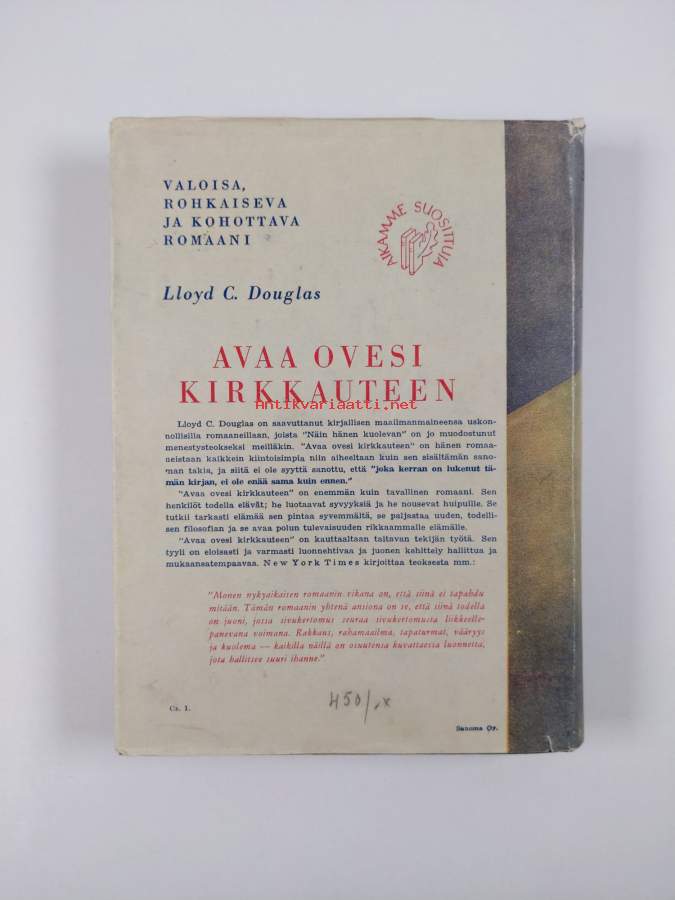 VALOISA,
ROHKAISEVA
JA KOHOTTAVA
ROMAANI
AIKAMME SUOSITTUJA
Lloyd C. Douglas
AVAA OVESI
KIRKKAUTEEN
Antikvariaatti.net
Lloyd C. Douglas on saavuttanut kirjallisen maailmanmaineensa uskon-
nollisilla romaaneillaan, joista "Näin hänen kuolevan" on jo muodostunut
menestysteokseksi meilläkin. "Avaa ovesi kirkkauteen" on hänen romaa-
neistaan kaikkein kiintoisimpia niin aiheeltaan kuin sen sisältämän sano-
man takia, ja siitä ei ole syyttä sanottu, että "joka kerran on lukenut tä-
män kirjan, ei ole enää sama kuin ennen."
"Avaa ovesi kirkkauteen" on enemmän kuin tavallinen romaani. Sen
henkilöt todella elävät; he luotaavat syvyyksiä ja he nousevat huipuille. Se
tutkii tarkasti elämää sen pintaa syvemmältä, se paljastaa uuden, todelli-
sen filosofian ja se avaa polun tulevaisuuden rikkaammalle elämälle.
"Avaa ovesi kirkkauteen" on kauttaaltaan taitavan tekijän työtä. Sen
tyyli on eloisasti ja varmasti luonnehtivaa ja juonen kehittely hallittua ja
mukaansatempaavaa. New York Times kirjoittaa teoksesta mm.:
"Monen nykyaikaisen romaanin vikana on, että siinä ei tapahdu
mitään. Tämän romaanin yhtenä ansiona on se, että siinä todella
on juoni, jossa sivukertomus seuraa sivukertomusta liikkeelle-
panevana voimana. Rakkaus, rahamaailma, tapaturmat, vääryys
ja kuolema — kaikilla näillä on osuutensa kuvattaessa luonnetta,
jota hallitsee suuri ihanne."
450/,x
Ca. 1.
Sanoma Oy.